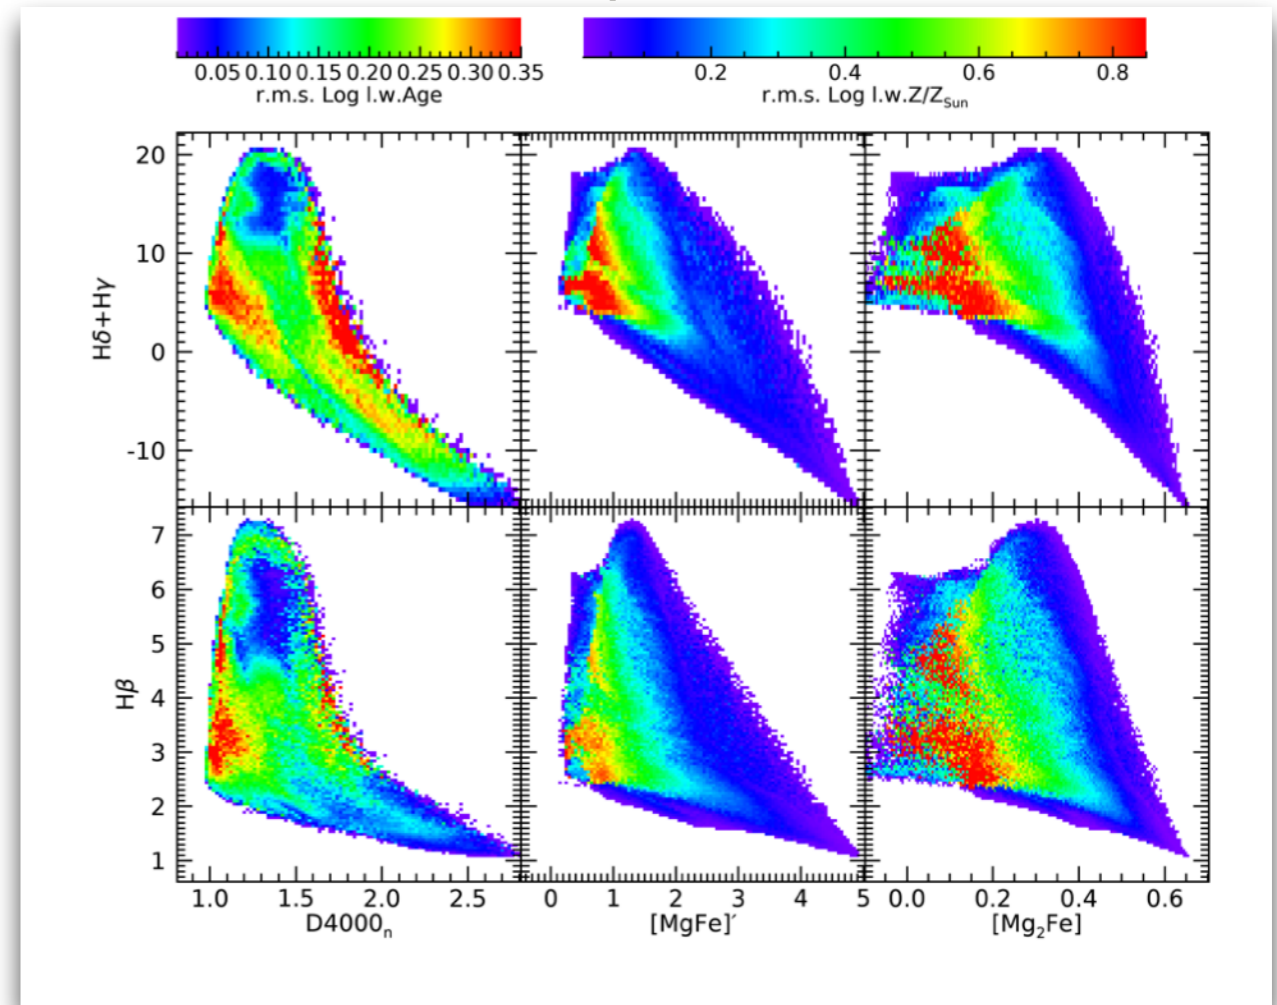 0.05 0.10 0.15 0.20 0.25 0.30 0.35
r.m.s. Log l.w.Age
0.2 0.4 0.6 0.8
r.m.s. Log l.w.Z/Z_Sun
20
10
0
-10
Hδ+Hγ
7
6
5
4
3
2
1
Hβ
1.0 1.5 2.0 2.5
D4000_n
0 1 2 3 4 5
[MgFe]′
0.0 0.2 0.4 0.6
[Mg₂Fe]